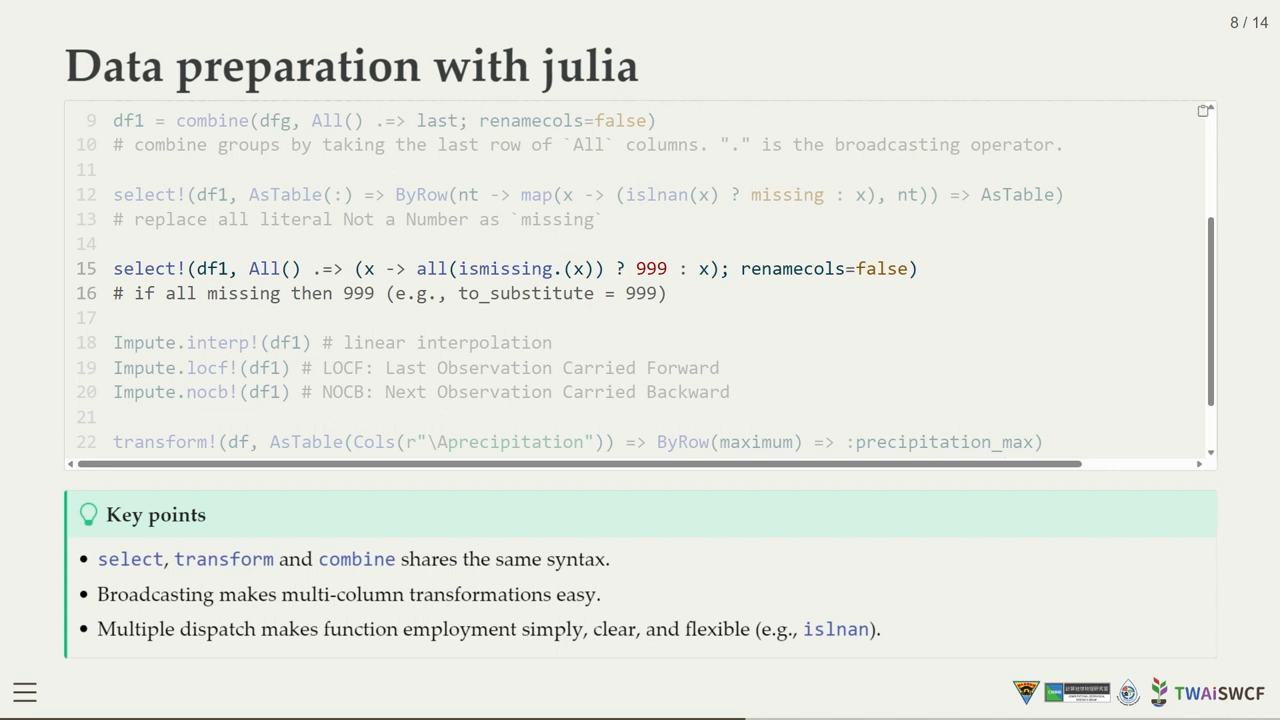 8 / 14
Data preparation with julia
9 df1 = combine(dfg, All() .=> last; renamecols=false)
10 # combine groups by taking the last row of `All` columns. "." is the broadcasting operator.
11
12 select!(df1, AsTable(:) => ByRow(nt -> map(x -> (islnan(x) ? missing : x), nt)) => AsTable)
13 # replace all literal Not a Number as `missing`
14
15 select!(df1, All() .=> (x -> all(ismissing.(x)) ? 999 : x); renamecols=false)
16 # if all missing then 999 (e.g., to_substitute = 999)
17
18 Impute.interp!(df1) # linear interpolation
19 Impute.locf!(df1) # LOCF: Last Observation Carried Forward
20 Impute.nocb!(df1) # NOCB: Next Observation Carried Backward
21
22 transform!(df, AsTable(Cols(r"\Aprecipitation")) => ByRow(maximum) => :precipitation_max)
Key points
• select, transform and combine shares the same syntax.
• Broadcasting makes multi-column transformations easy.
• Multiple dispatch makes function employment simply, clear, and flexible (e.g., islnan).
TWAiSWCF